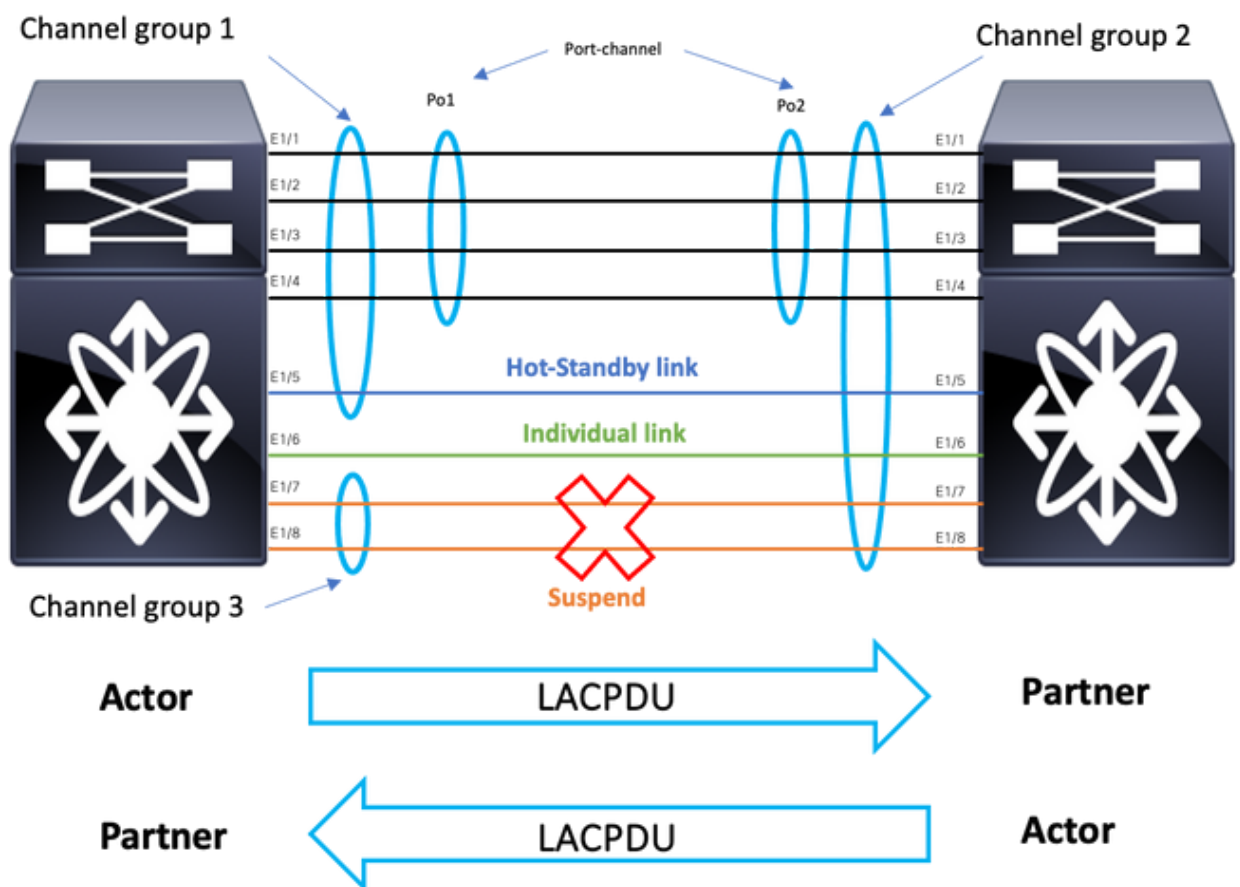 Channel group 1
Port-channel
Channel group 2
Po1
Po2
E1/1
E1/1
E1/2
E1/2
E1/3
E1/3
E1/4
E1/4
Hot-Standby link
E1/5
E1/5
Individual link
E1/6
E1/6
E1/7
E1/7
E1/8
E1/8
Suspend
Channel group 3
Actor
LACPDU
Partner
Partner
LACPDU
Actor